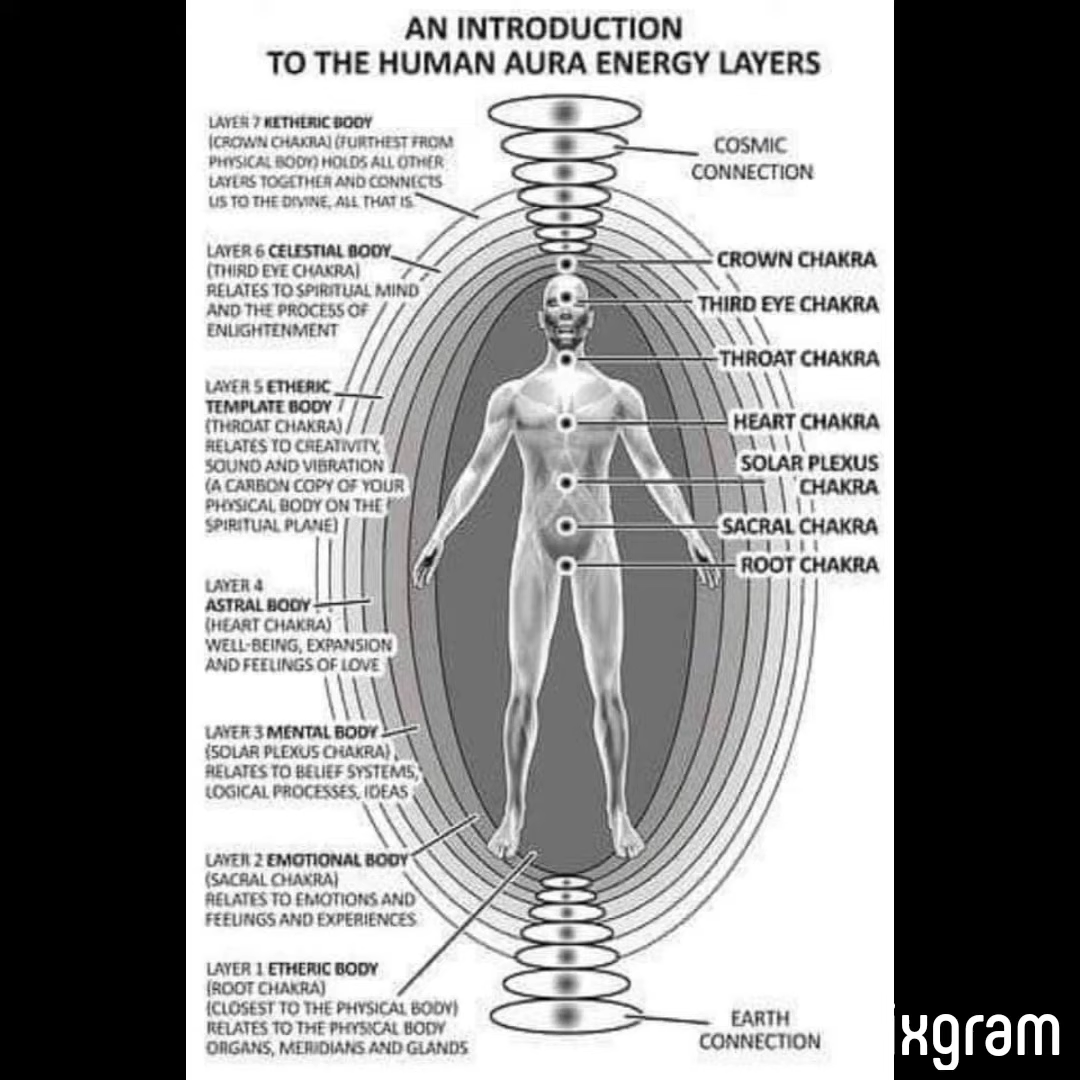 AN INTRODUCTION
TO THE HUMAN AURA ENERGY LAYERS
LAYER 7 KETHERIC BODY
(CROWN CHAKRA) (FURTHEST FROM
PHYSICAL BODY) HOLDS ALL OTHER
LAYERS TOGETHER AND CONNECTS
US TO THE DIVINE, ALL THAT IS.
LAYER 6 CELESTIAL BODY
(THIRD EYE CHAKRA)
RELATES TO SPIRITUAL MIND
AND THE PROCESS OF
ENLIGHTENMENT
LAYER 5 ETHERIC
TEMPLATE BODY
(THROAT CHAKRA)
RELATES TO CREATIVITY,
SOUND AND VIBRATION
(A CARBON COPY OF YOUR
PHYSICAL BODY ON THE
SPIRITUAL PLANE)
LAYER 4
ASTRAL BODY
(HEART CHAKRA)
WELL-BEING, EXPANSION
AND FEELINGS OF LOVE
LAYER 3 MENTAL BODY
(SOLAR PLEXUS CHAKRA)
RELATES TO BELIEF SYSTEMS,
LOGICAL PROCESSES, IDEAS
LAYER 2 EMOTIONAL BODY
(SACRAL CHAKRA)
RELATES TO EMOTIONS AND
FEELINGS AND EXPERIENCES
LAYER 1 ETHERIC BODY
(ROOT CHAKRA)
(CLOSEST TO THE PHYSICAL BODY)
RELATES TO THE PHYSICAL BODY
ORGANS, MERIDIANS AND GLANDS
COSMIC
CONNECTION
CROWN CHAKRA
THIRD EYE CHAKRA
THROAT CHAKRA
HEART CHAKRA
SOLAR PLEXUS
CHAKRA
SACRAL CHAKRA
ROOT CHAKRA
EARTH
CONNECTION
ixgram